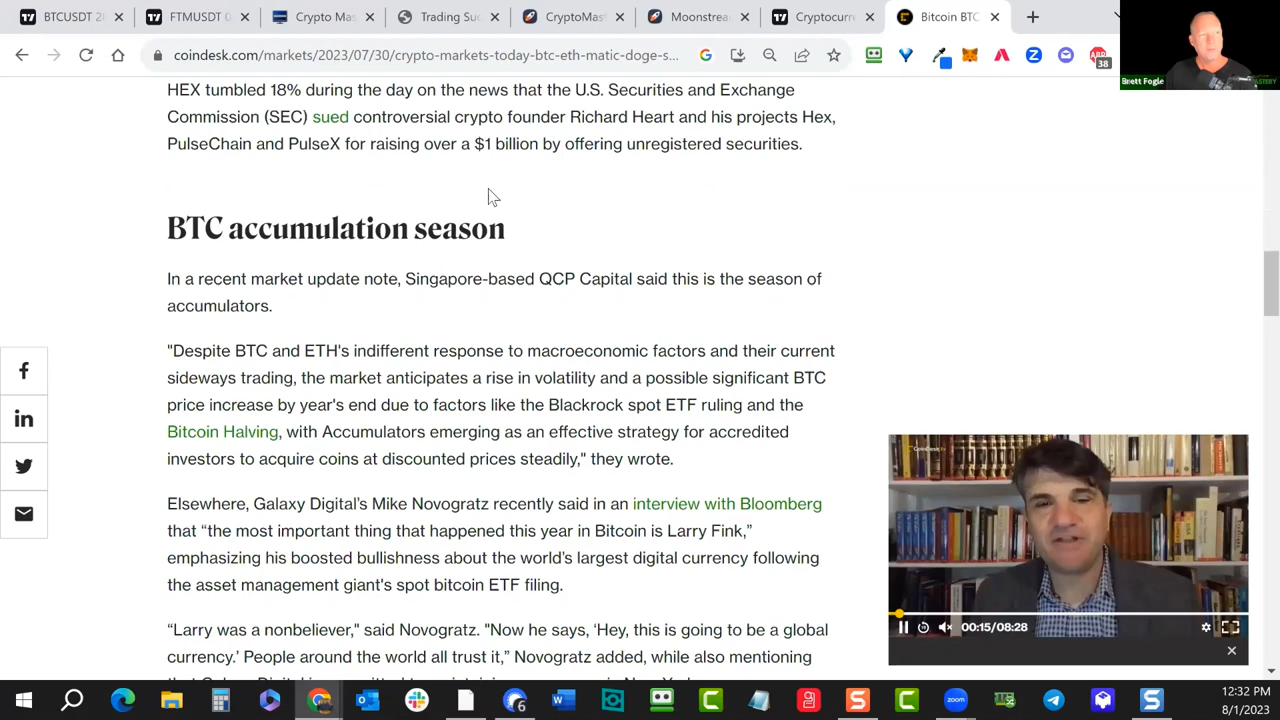 BTCUSDT 2
FTMUSDT
Crypto Mas
Trading Suc
CryptoMast
Moonstream
Cryptocurre
Bitcoin BTC
coindesk.com/markets/2023/07/30/crypto-markets-today-btc-eth-matic-doge-s...
38
Brett Fogle
HEX tumbled 18% during the day on the news that the U.S. Securities and Exchange
Commission (SEC) sued controversial crypto founder Richard Heart and his projects Hex,
PulseChain and PulseX for raising over a $1 billion by offering unregistered securities.
BTC accumulation season
In a recent market update note, Singapore-based QCP Capital said this is the season of
accumulators.
"Despite BTC and ETH's indifferent response to macroeconomic factors and their current
sideways trading, the market anticipates a rise in volatility and a possible significant BTC
price increase by year's end due to factors like the Blackrock spot ETF ruling and the
Bitcoin Halving, with Accumulators emerging as an effective strategy for accredited
investors to acquire coins at discounted prices steadily," they wrote.
Elsewhere, Galaxy Digital's Mike Novogratz recently said in an interview with Bloomberg
that “the most important thing that happened this year in Bitcoin is Larry Fink,”
emphasizing his boosted bullishness about the world’s largest digital currency following
the asset management giant's spot bitcoin ETF filing.
“Larry was a nonbeliever," said Novogratz. "Now he says, ‘Hey, this is going to be a global
currency.’ People around the world all trust it,” Novogratz added, while also mentioning
00:15/08:28
12:32 PM
8/1/2023